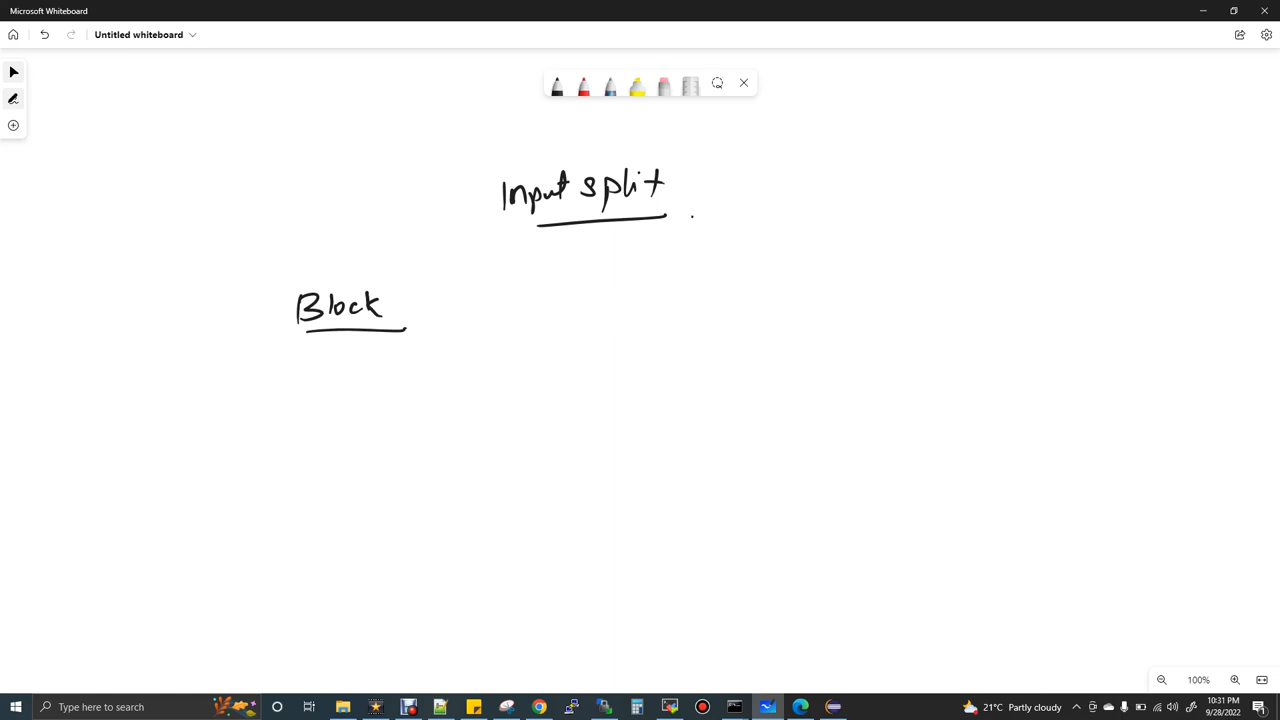 Microsoft Whiteboard
Untitled whiteboard
Input split
Block
100%
Type here to search
21°C Partly cloudy
10:31 PM
9/28/2022
1